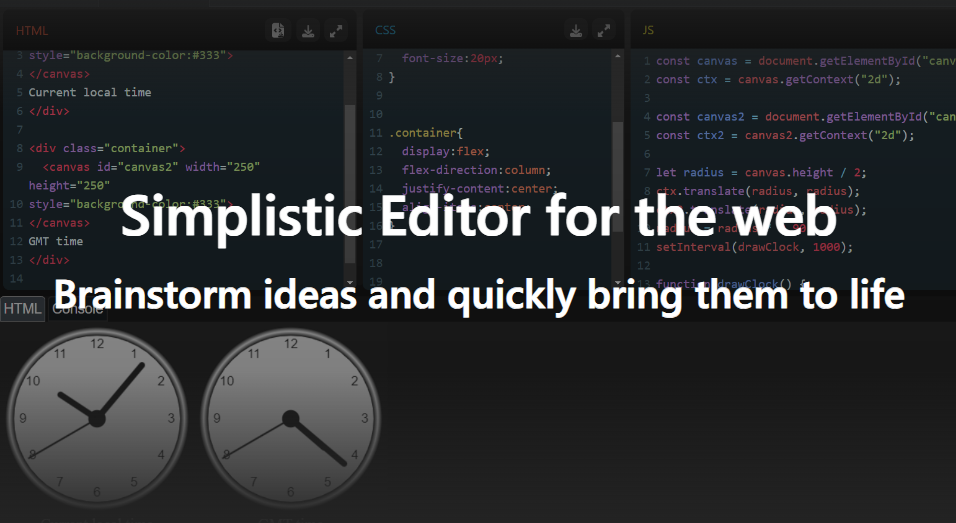 HTML
CSS
JS
3 style="background-color:#333">
4 </canvas>
5 Current local time
6 </div>
7
8 <div class="container">
9 <canvas id="canvas2" width="250"
height="250"
10 style="background-color:#333">
11 </canvas>
12 GMT time
13 </div>
14
7 font-size:20px;
8 }
9
10
11 .container{
12 display:flex;
13 flex-direction:column;
14 justify-content:center;
15
16
17
18
19
1 const canvas = document.getElementById("canv
2 const ctx = canvas.getContext("2d");
3
4 const canvas2 = document.getElementById("can
5 const ctx2 = canvas2.getContext("2d");
6
7 let radius = canvas.height / 2;
8 ctx.translate(radius, radius);
11 setInterval(drawClock, 1000);
12
13 function drawClock() {
Simplistic Editor for the web
Brainstorm ideas and quickly bring them to life
HTML Console
12
11 1
10 2
9 3
8 4
7 5
6
12
11 1
10 2
9 3
8 4
7 5
6